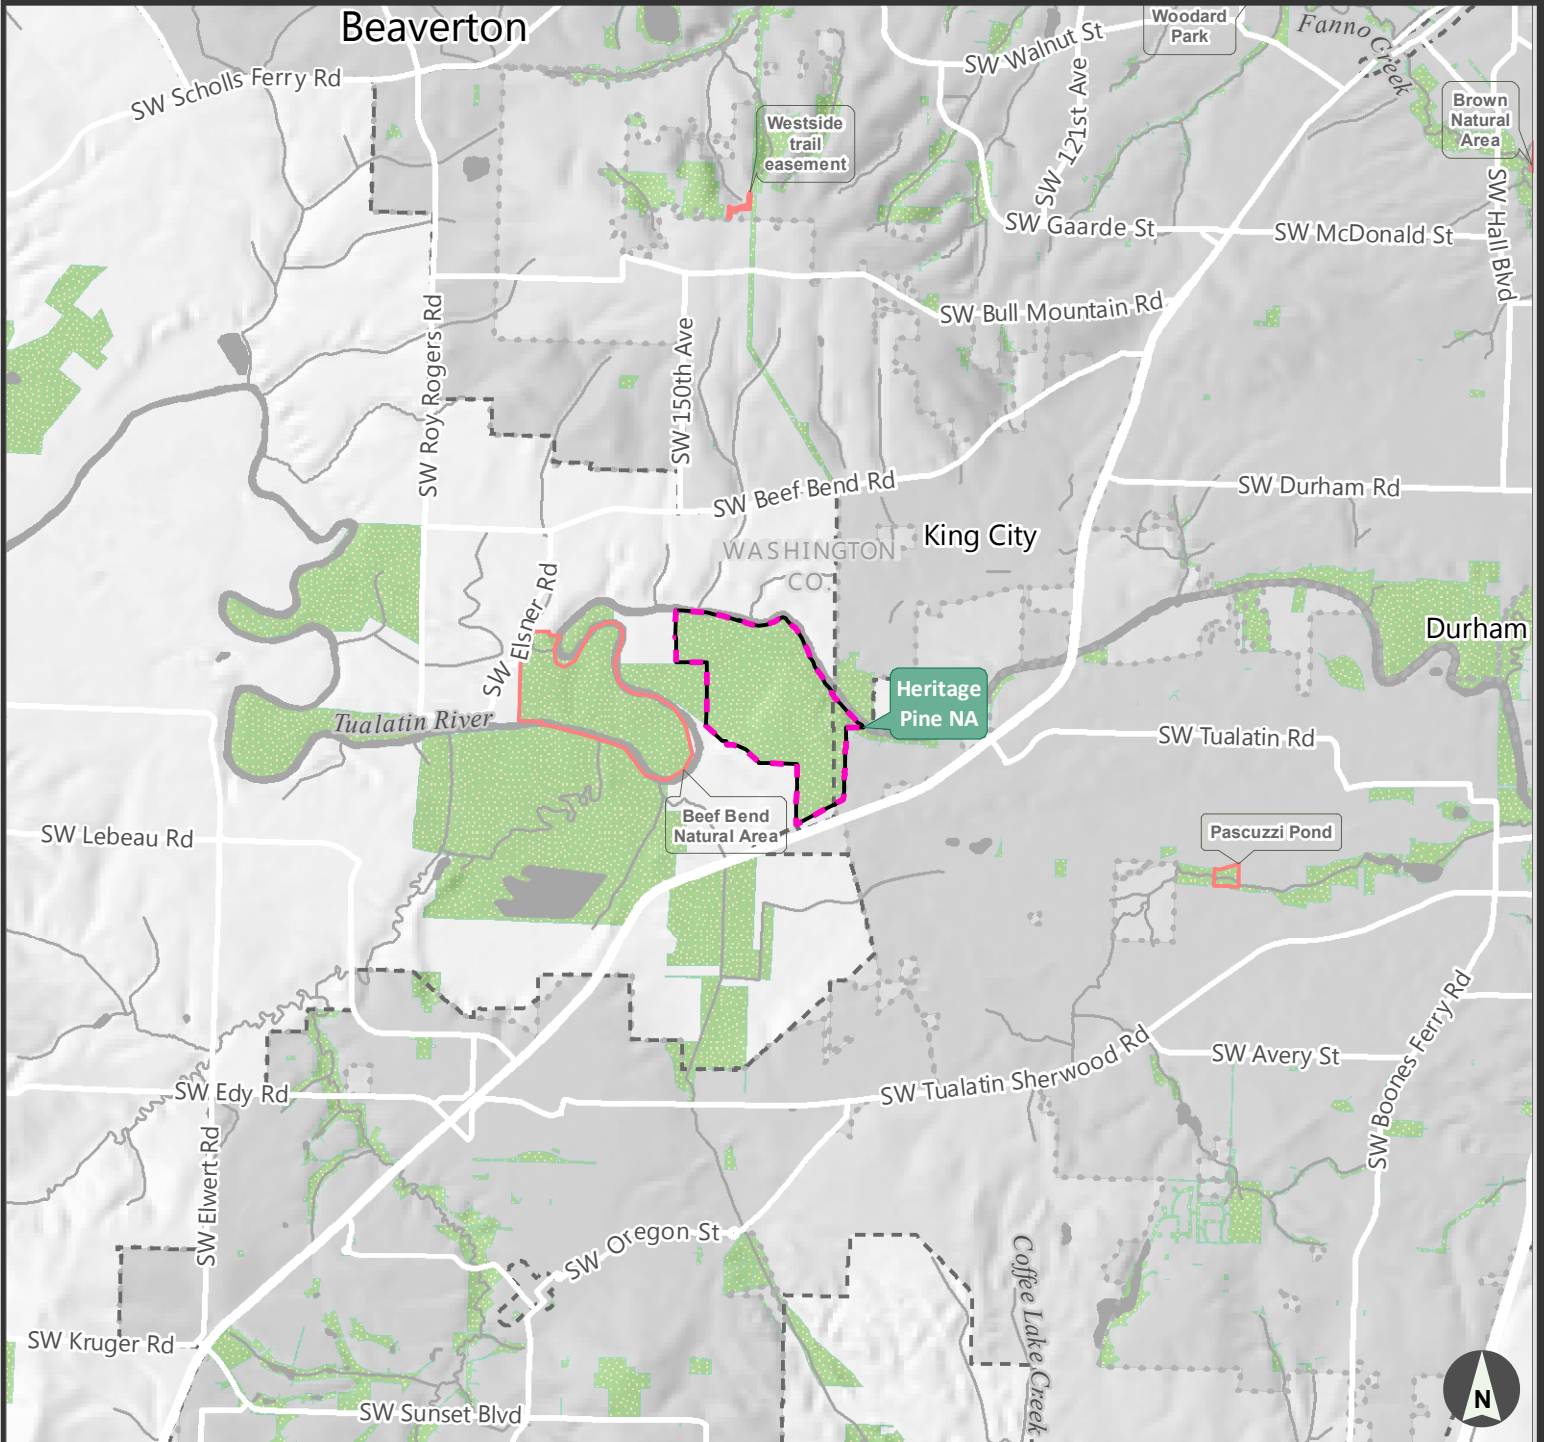 Beaverton
Woodard
Park
Fanno Creek
SW Walnut St
SW Scholls Ferry Rd
SW 121st Ave
Brown
Natural
Area
Westside
trail
easement
SW Gaarde St
SW McDonald St
SW Hall Blvd
SW Bull Mountain Rd
SW Roy Rogers Rd
SW 150th Ave
SW Beef Bend Rd
SW Durham Rd
King City
WASHINGTON
CO.
SW Elsner Rd
Durham
Heritage
Pine NA
Tualatin River
SW Tualatin Rd
Beef Bend
Natural Area
Pascuzzi Pond
SW Lebeau Rd
SW Boones Ferry Rd
SW Tualatin Sherwood Rd
SW Avery St
SW Edy Rd
SW Elwert Rd
SW Oregon St
Coffee Lake Creek
SW Kruger Rd
SW Sunset Blvd
N